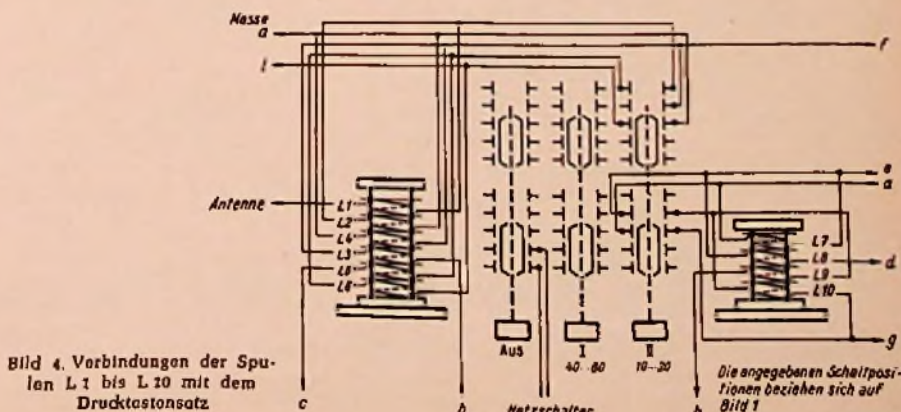 Masse
a
f
i
e
a
Antenne
L1
L2
L4
L3
L5
L6
L7
L8
L9
L10
d
g
Aus
I
II
40...80
10...20
Bild 4. Verbindungen der Spu-
len L 1 bis L 10 mit dem
Drucktastensatz
c
h
Netzschalter
b
Die angegebenen Schaltposi-
tionen beziehen sich auf
Bild 1